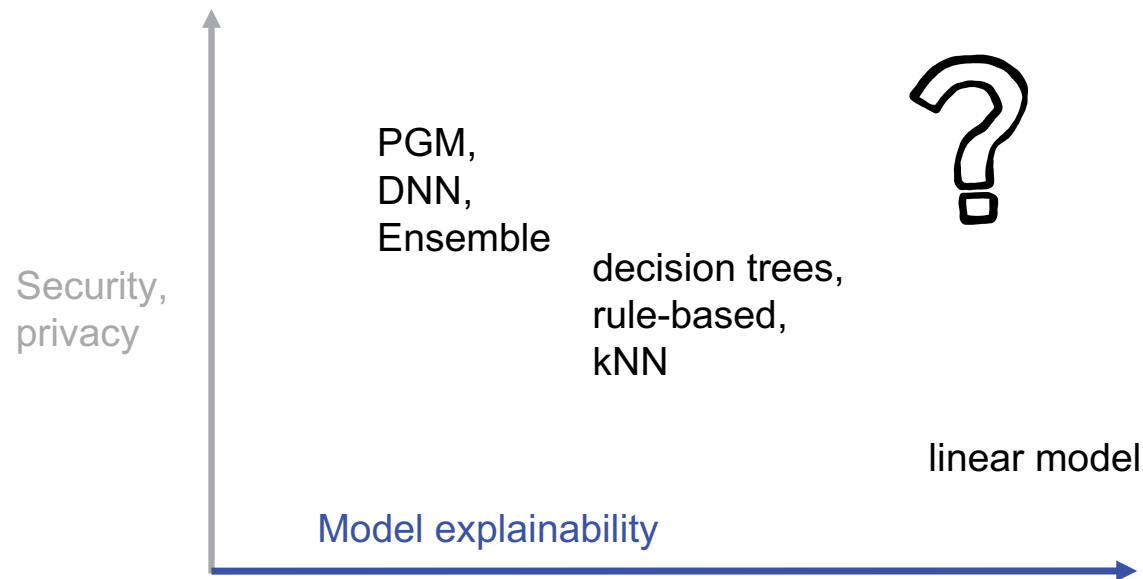 ?
PGM,
DNN,
Ensemble
decision trees,
rule-based,
kNN
Security,
privacy
linear model
Model explainability